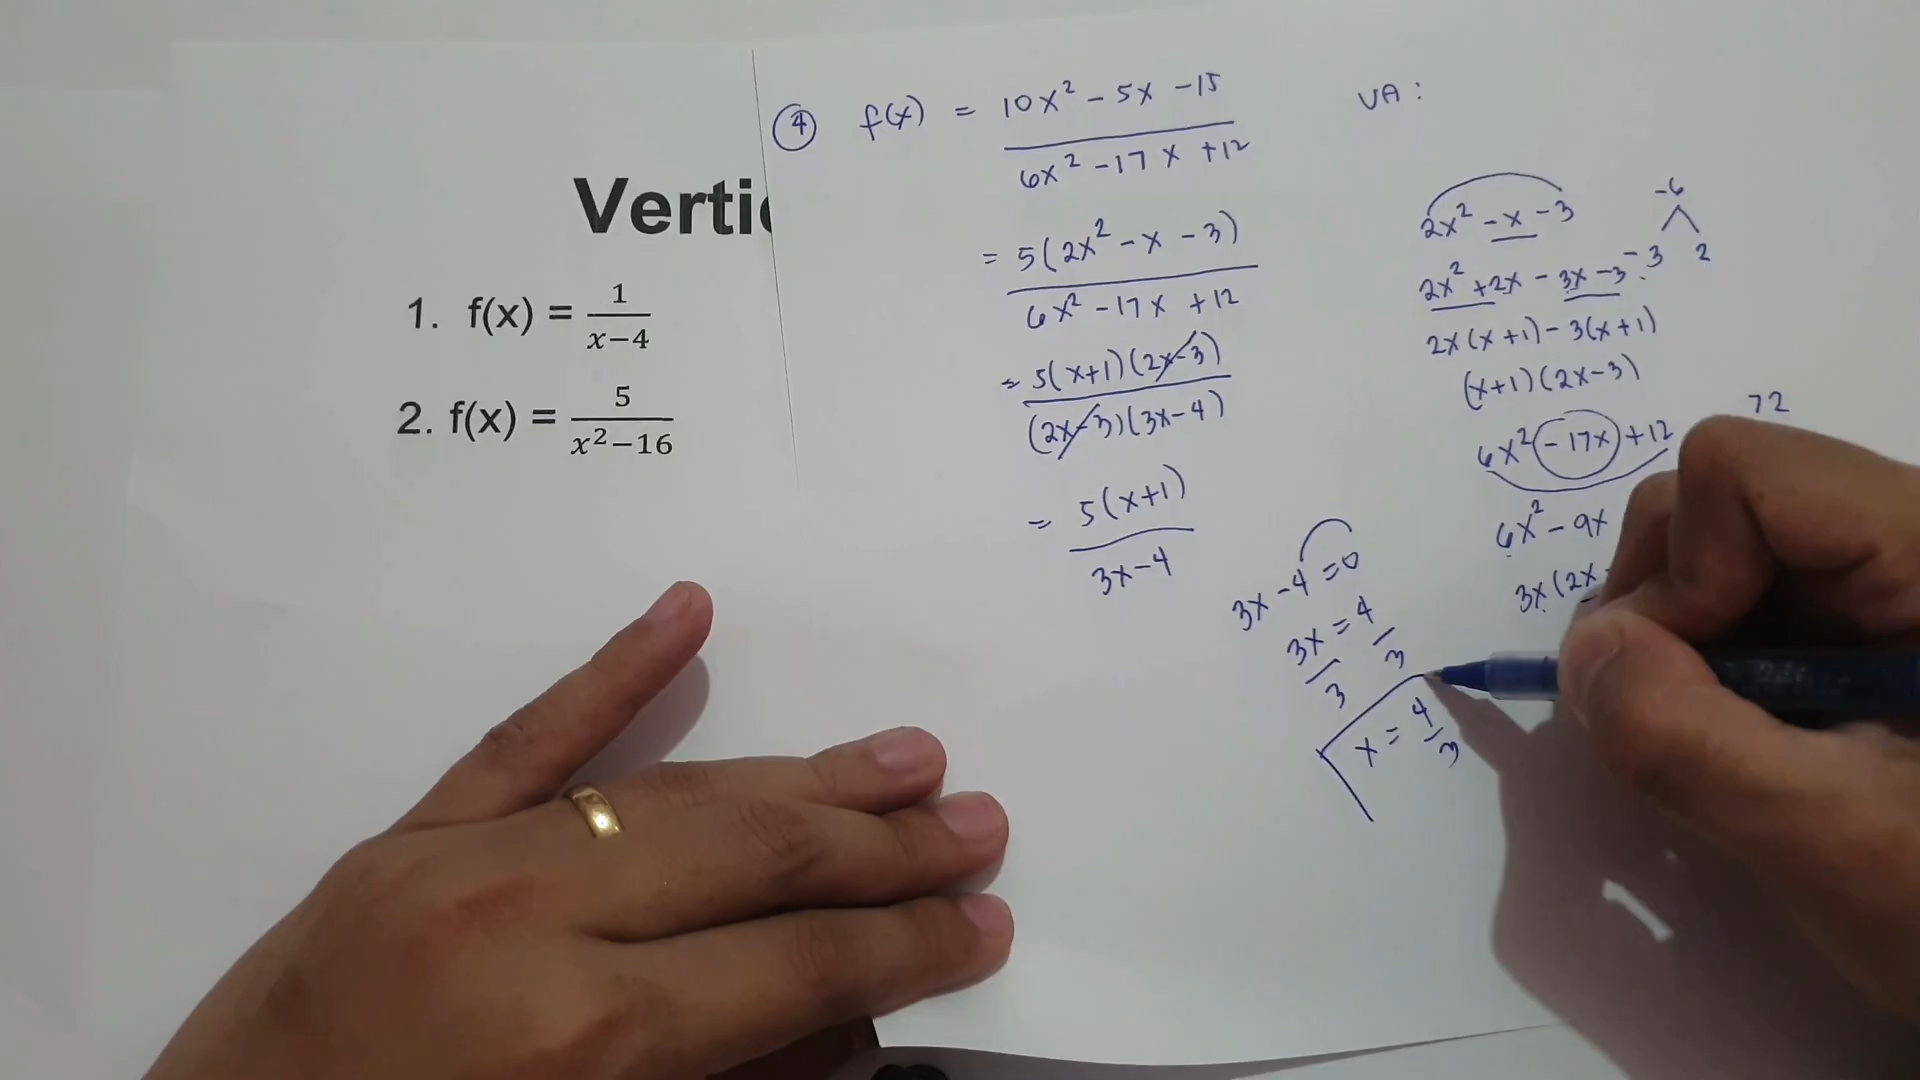 Verti
1. f(x) = 1/(x−4)
2. f(x) = 5/(x²−16)
④ f(x) = (10x² − 5x − 15)/(6x² − 17x + 12)
= 5(2x² − x − 3)/(6x² − 17x + 12)
= 5(x+1)(2x−3)/(2x−3)(3x−4)
= 5(x+1)/(3x−4)
3x − 4 = 0
3x/3 = 4/3
x = 4/3
VA :
2x² − x − 3
−6
−3 2
2x² + 2x − 3x − 3
2x(x+1) − 3(x+1)
(x+1)(2x−3)
72
6x² − 17x + 12
6x² − 9x
3x(2x